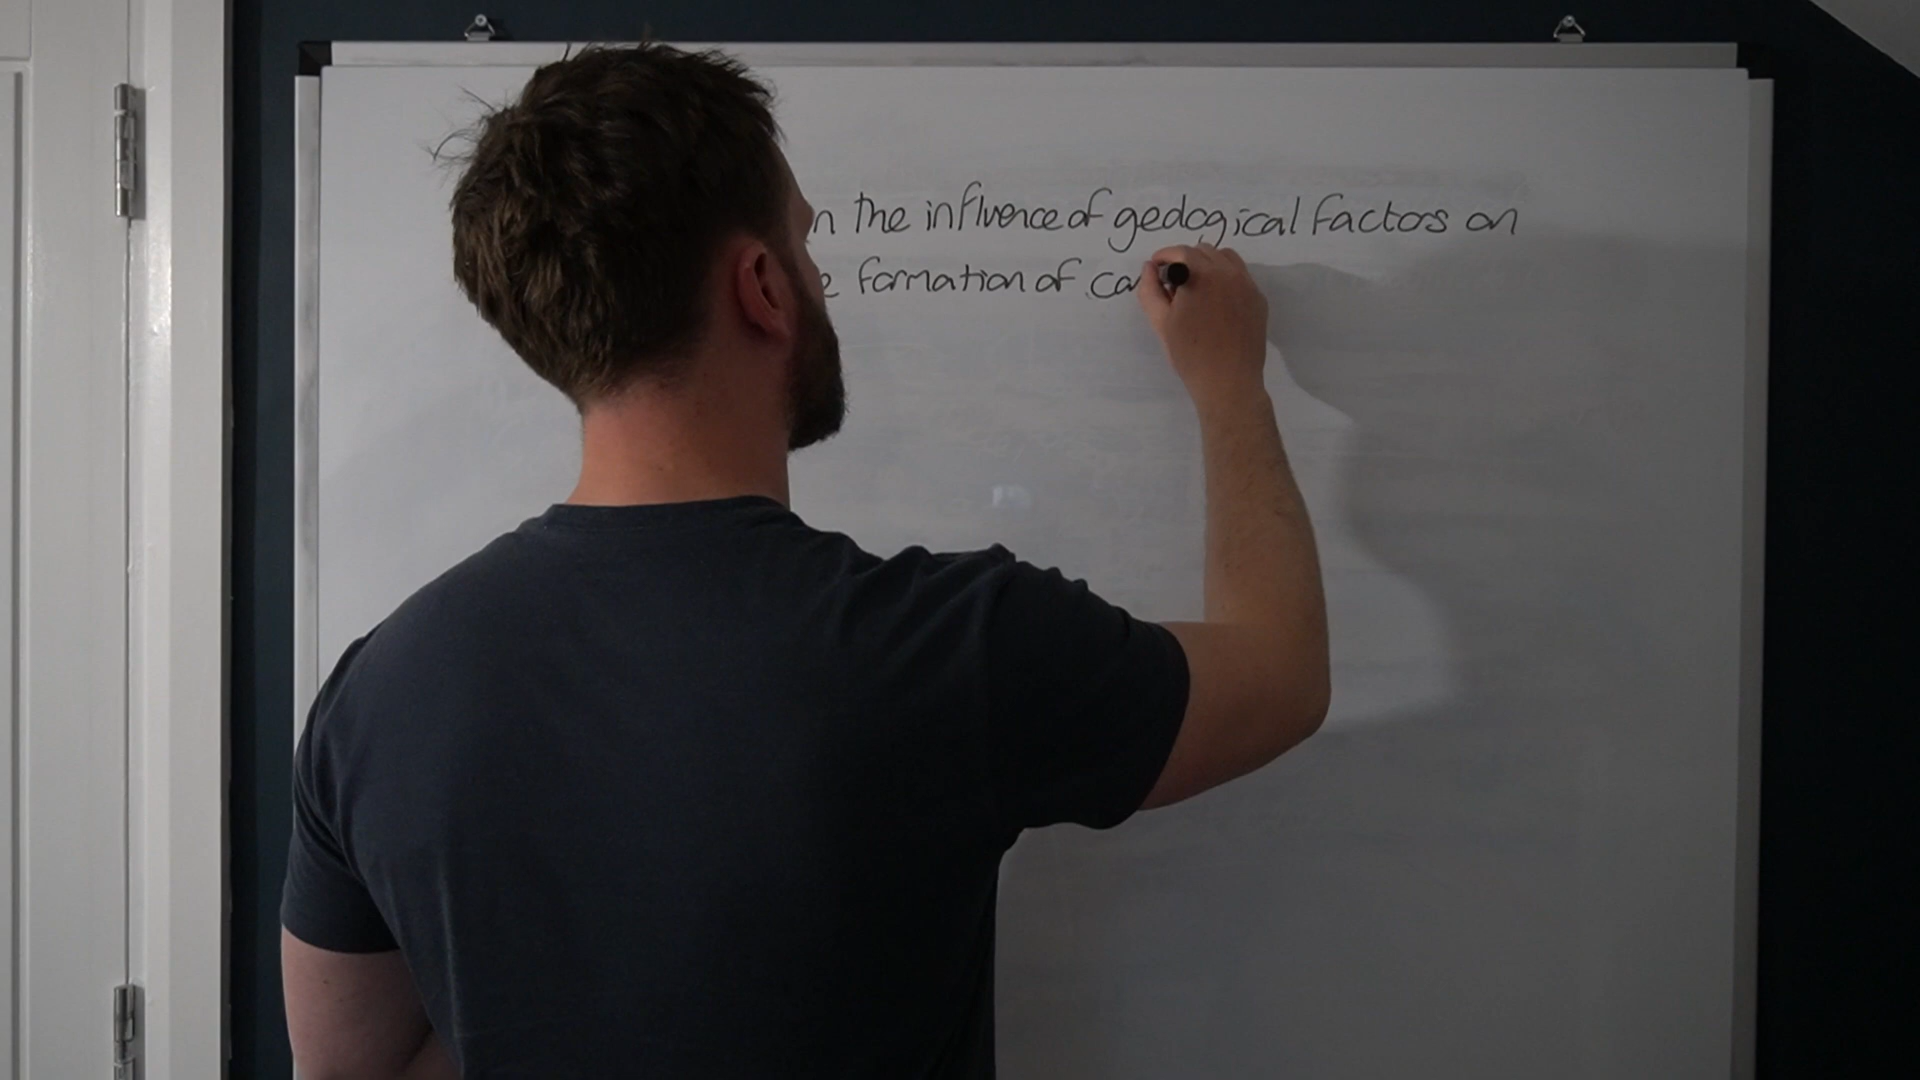 n the influence of geological factors on
e formation of ca